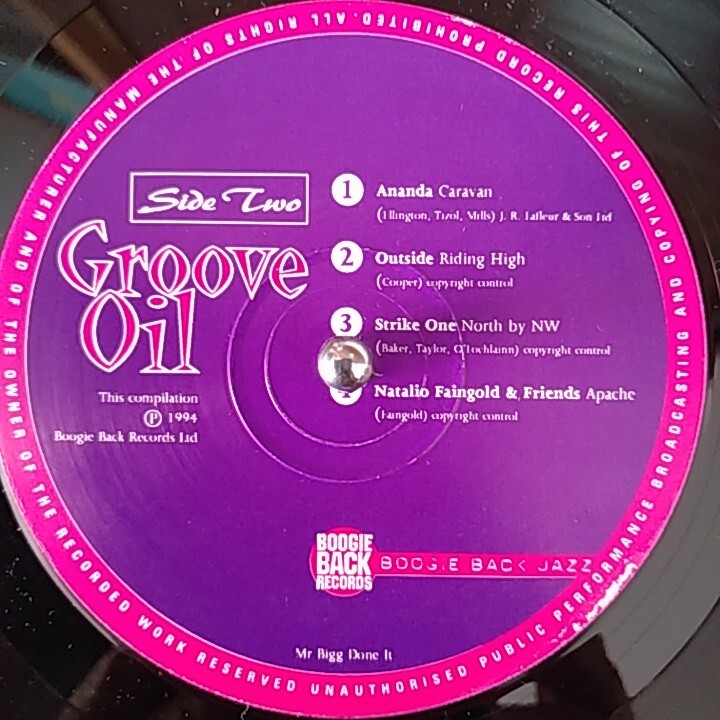 ALL RIGHTS OF THE MANUFACTURER AND OF THE OWNER OF THE RECORDED WORK RESERVED UNAUTHORISED PUBLIC PERFORMANCE BROADCASTING AND COPYING OF THIS RECORD PROHIBITED.
Side Two
Groove
Oil
This compilation
℗ 1994
Boogie Back Records Ltd
1 Ananda Caravan
(Ellington, Tizol, Mills) J. R. Lafleur & Son Ltd
2 Outside Riding High
(Cooper) copyright control
3 Strike One North by NW
(Baker, Taylor, O'Lochlainn) copyright control
Natalio Faingold & Friends Apache
(Faingold) copyright control
BOOGIE
BACK
RECORDS
BOOGIE BACK JAZZ
Mr Bigg Done It